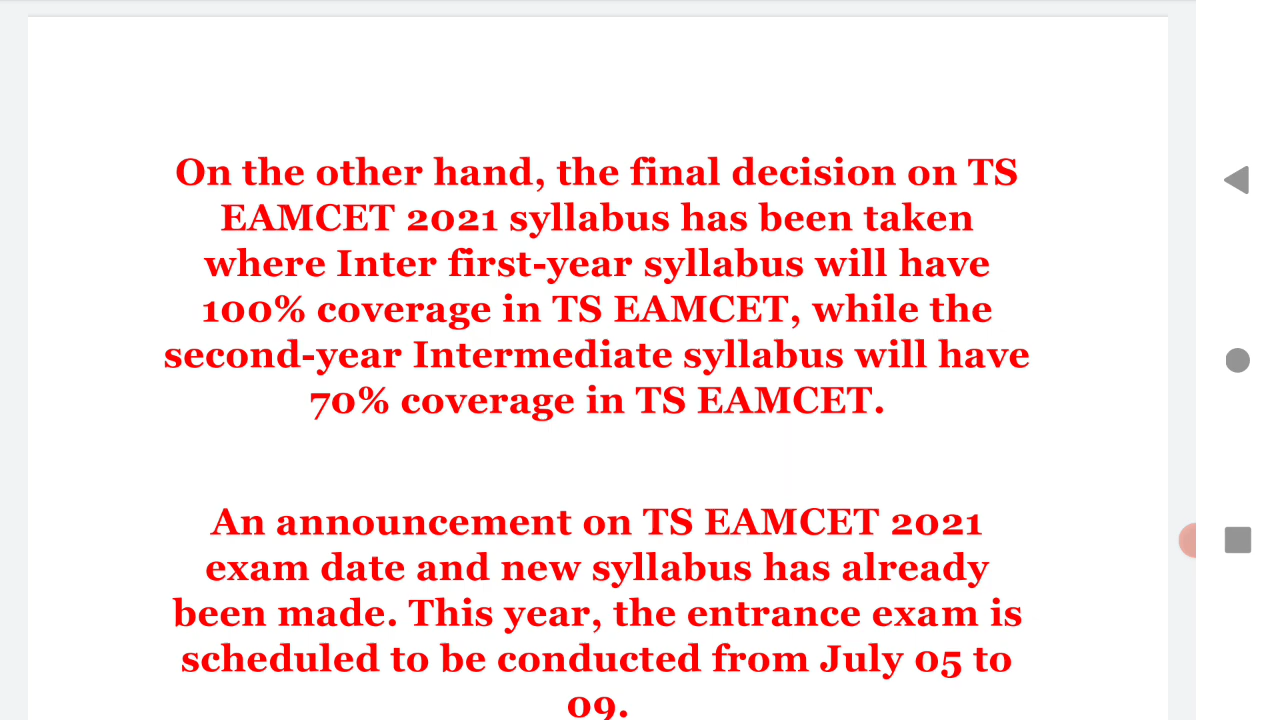 On the other hand, the final decision on TS
EAMCET 2021 syllabus has been taken
where Inter first-year syllabus will have
100% coverage in TS EAMCET, while the
second-year Intermediate syllabus will have
70% coverage in TS EAMCET.
An announcement on TS EAMCET 2021
exam date and new syllabus has already
been made. This year, the entrance exam is
scheduled to be conducted from July 05 to
09.